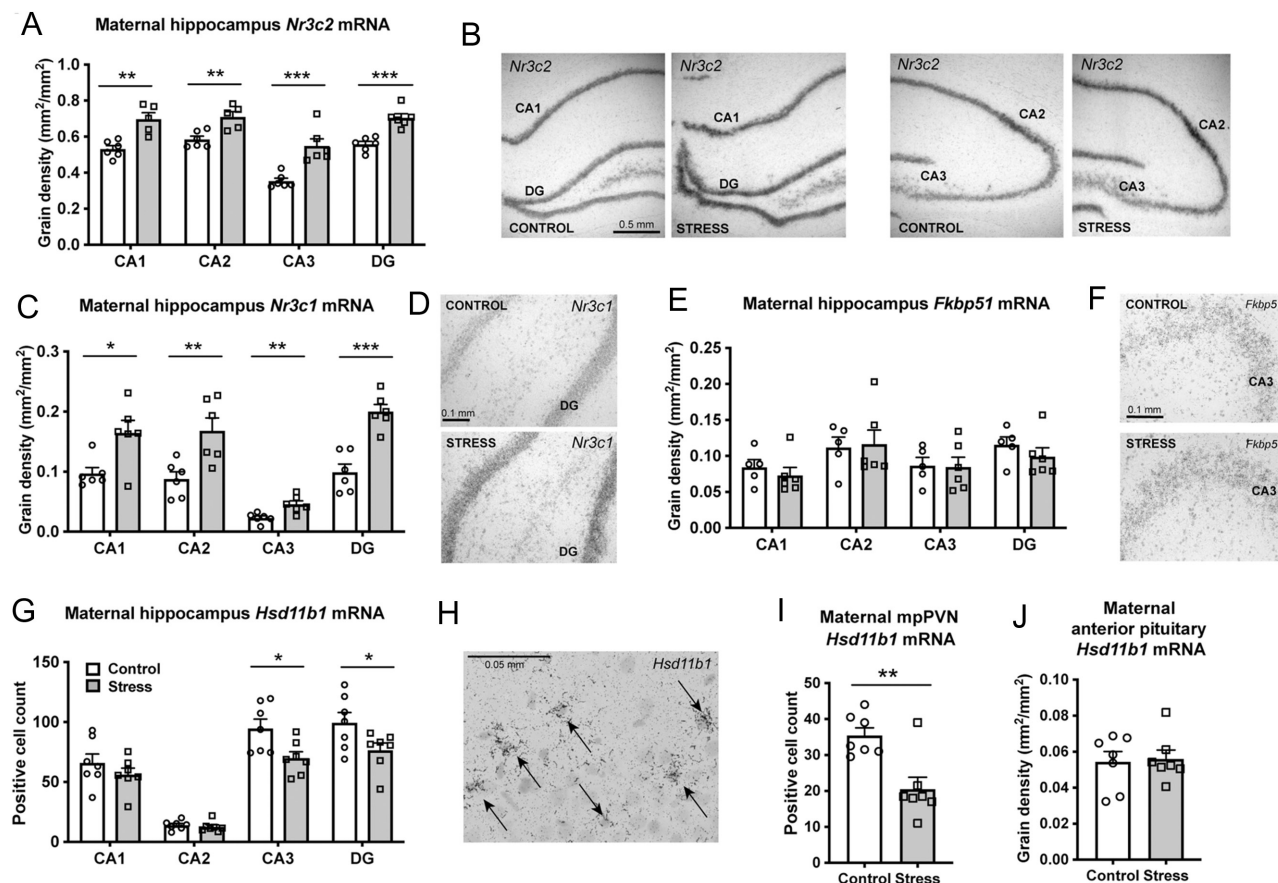 A
Maternal hippocampus Nr3c2 mRNA
Grain density (mm²/mm²)
1.0
0.8
0.6
0.4
0.2
0.0
** ** *** ***
CA1 CA2 CA3 DG
B
Nr3c2
CA1
DG
CONTROL
0.5 mm
Nr3c2
CA1
DG
STRESS
Nr3c2
CA2
CA3
CONTROL
Nr3c2
CA2
CA3
STRESS
C
Maternal hippocampus Nr3c1 mRNA
Grain density (mm²/mm²)
0.3
0.2
0.1
0.0
* ** ** ***
CA1 CA2 CA3 DG
D
CONTROL Nr3c1
DG
0.1 mm
STRESS Nr3c1
DG
E
Maternal hippocampus Fkbp51 mRNA
Grain density (mm²/mm²)
0.25
0.20
0.15
0.10
0.05
0.00
CA1 CA2 CA3 DG
F
CONTROL Fkbp5
CA3
0.1 mm
STRESS Fkbp5
CA3
G
Maternal hippocampus Hsd11b1 mRNA
Positive cell count
150
100
50
0
Control
Stress
* *
CA1 CA2 CA3 DG
H
0.05 mm
Hsd11b1
I
Maternal mpPVN
Hsd11b1 mRNA
Positive cell count
50
40
30
20
10
0
**
Control Stress
J
Maternal
anterior pituitary
Hsd11b1 mRNA
Grain density (mm²/mm²)
0.10
0.08
0.06
0.04
0.02
0.00
Control Stress